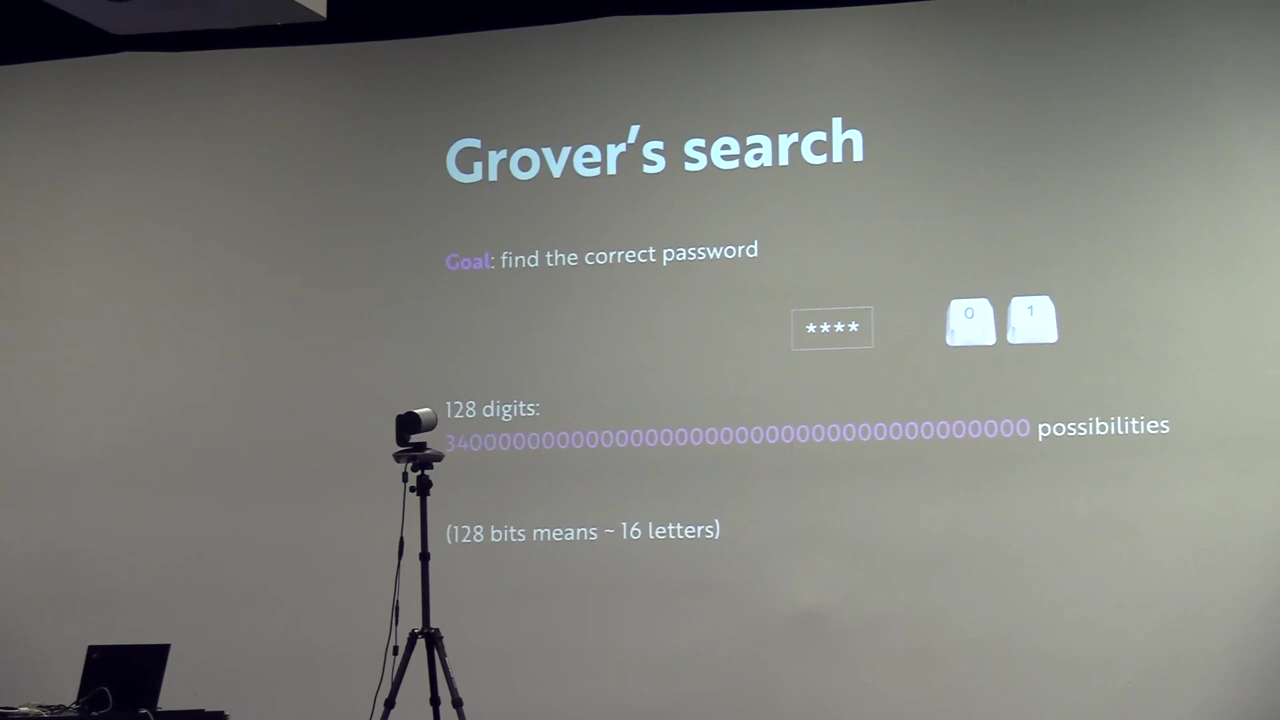 Grover's search
Goal: find the correct password
**** 0 1
128 digits:
340000000000000000000000000000000000000 possibilities
(128 bits means ~ 16 letters)